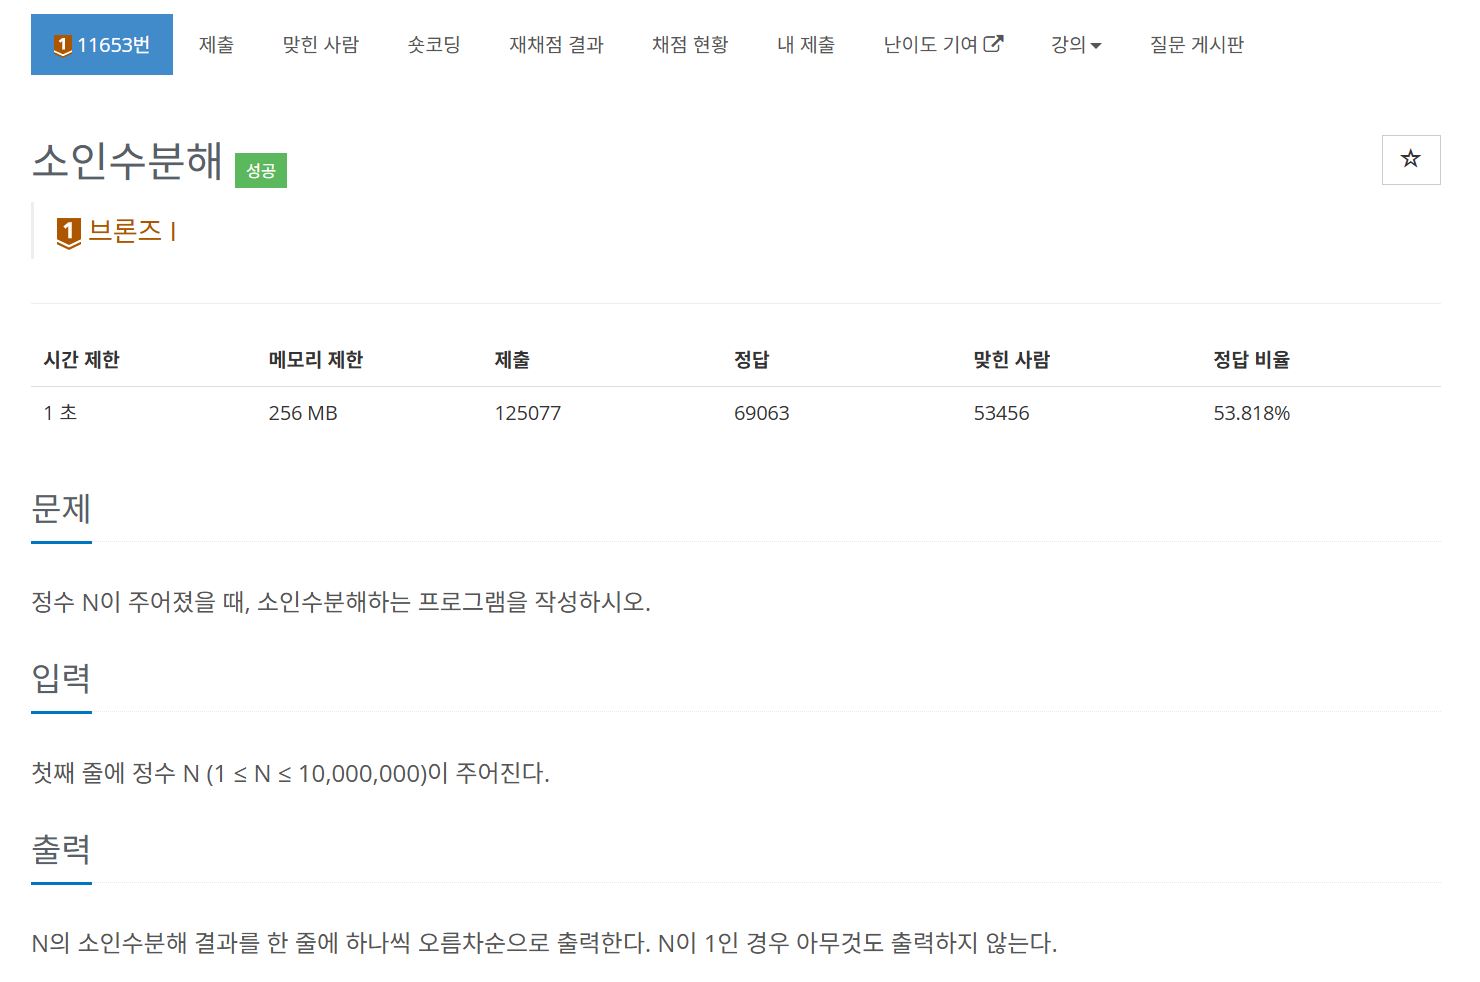 1 11653번 제출 맞힌 사람 숏코딩 재채점 결과 채점 현황 내 제출 난이도 기여 강의 질문 게시판
소인수분해 성공
1 브론즈 I
시간 제한 메모리 제한 제출 정답 맞힌 사람 정답 비율
1 초 256 MB 125077 69063 53456 53.818%
문제
정수 N이 주어졌을 때, 소인수분해하는 프로그램을 작성하시오.
입력
첫째 줄에 정수 N (1 ≤ N ≤ 10,000,000)이 주어진다.
출력
N의 소인수분해 결과를 한 줄에 하나씩 오름차순으로 출력한다. N이 1인 경우 아무것도 출력하지 않는다.